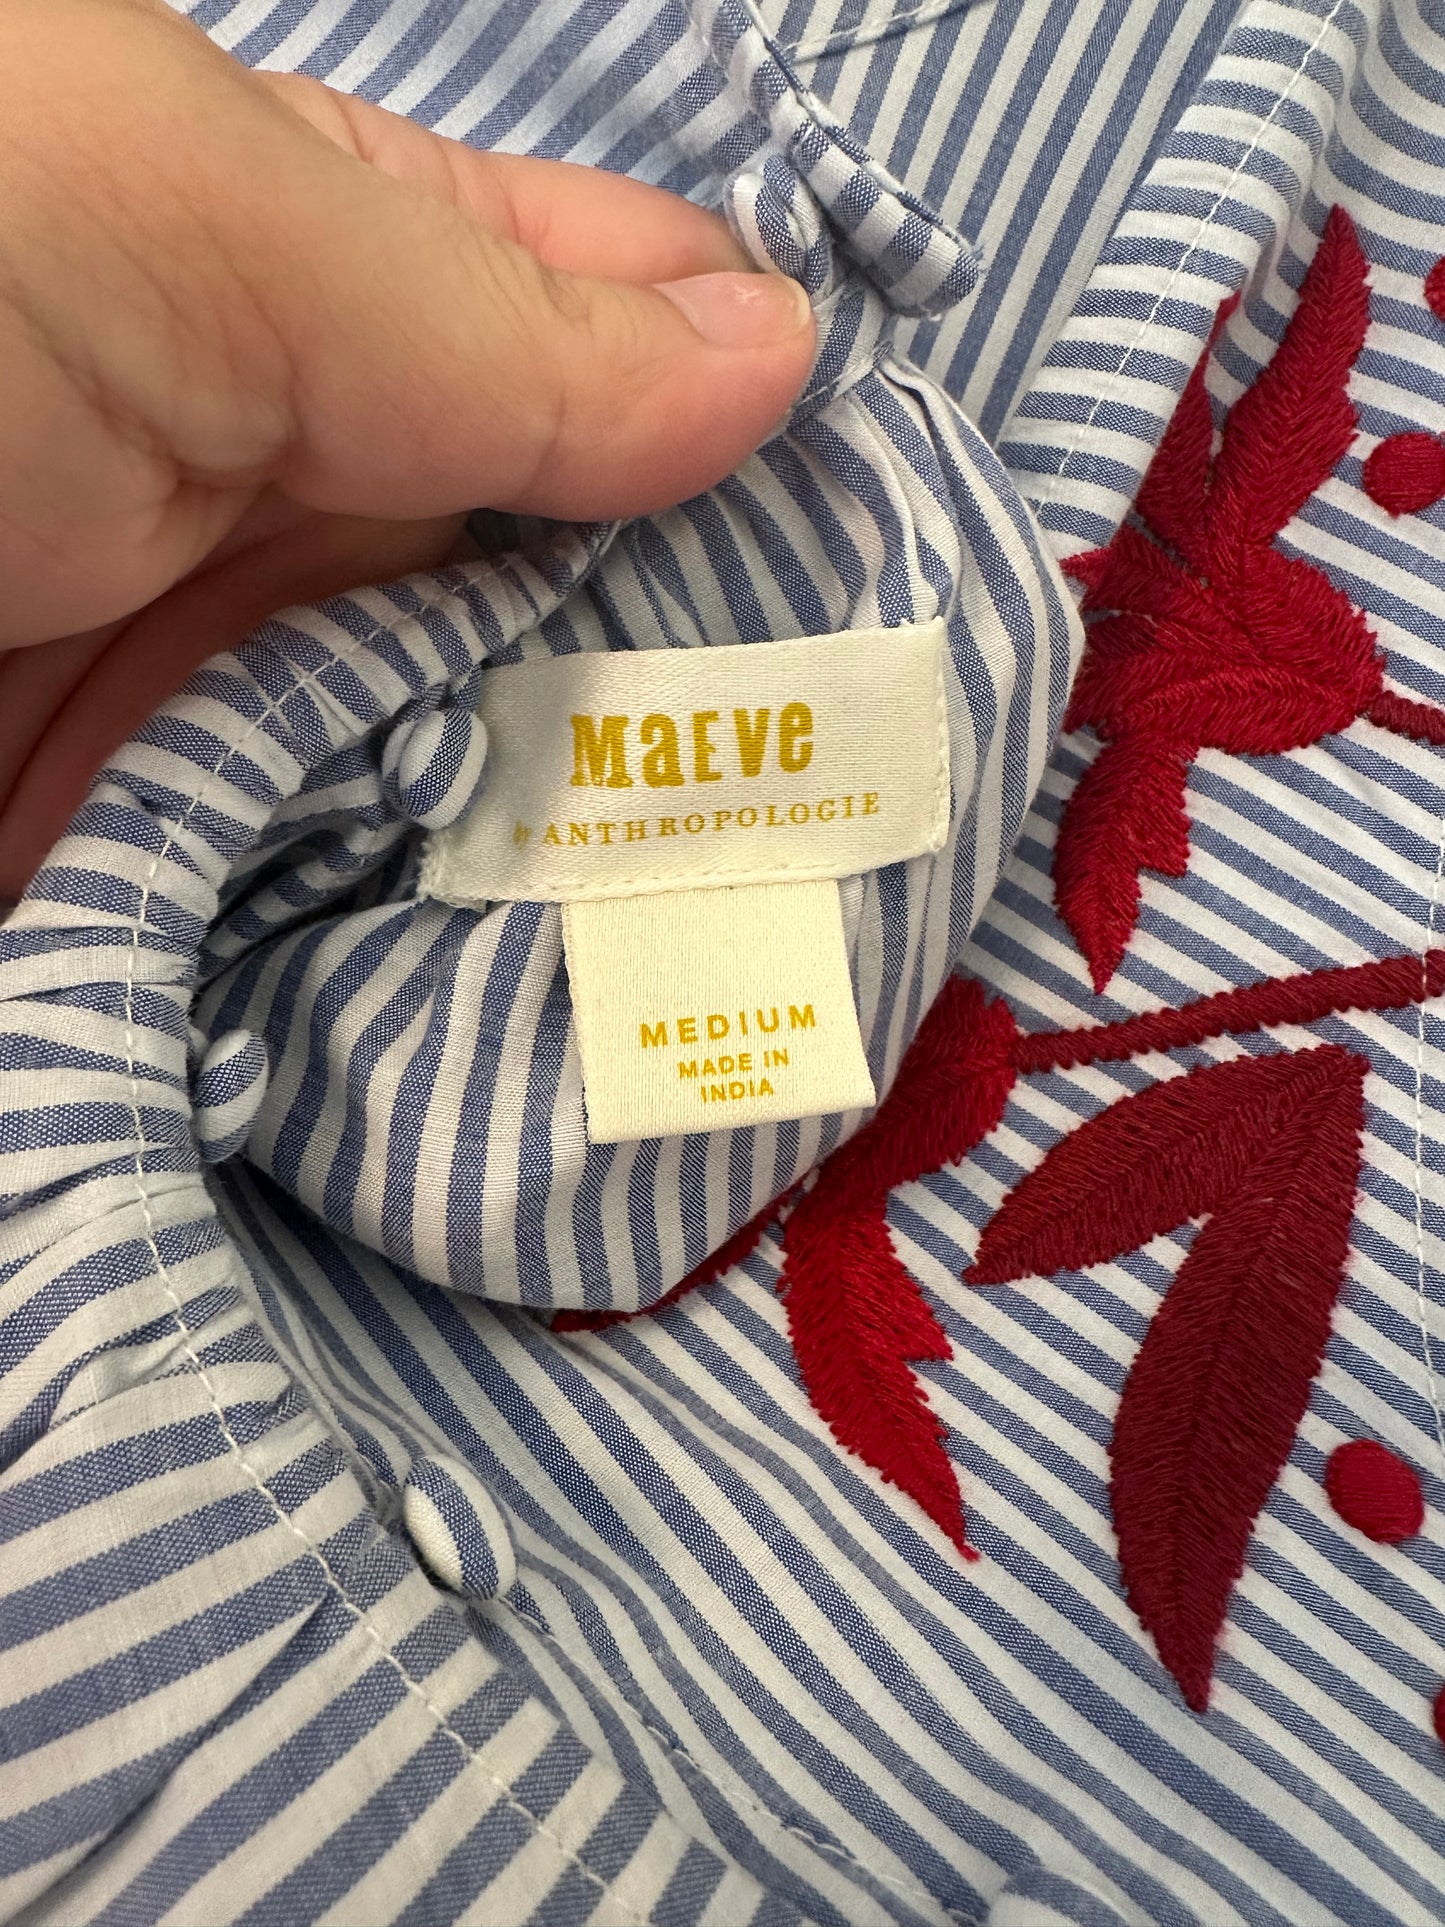 MaEVe
by ANTHROPOLOGIE
MEDIUM
MADE IN
INDIA